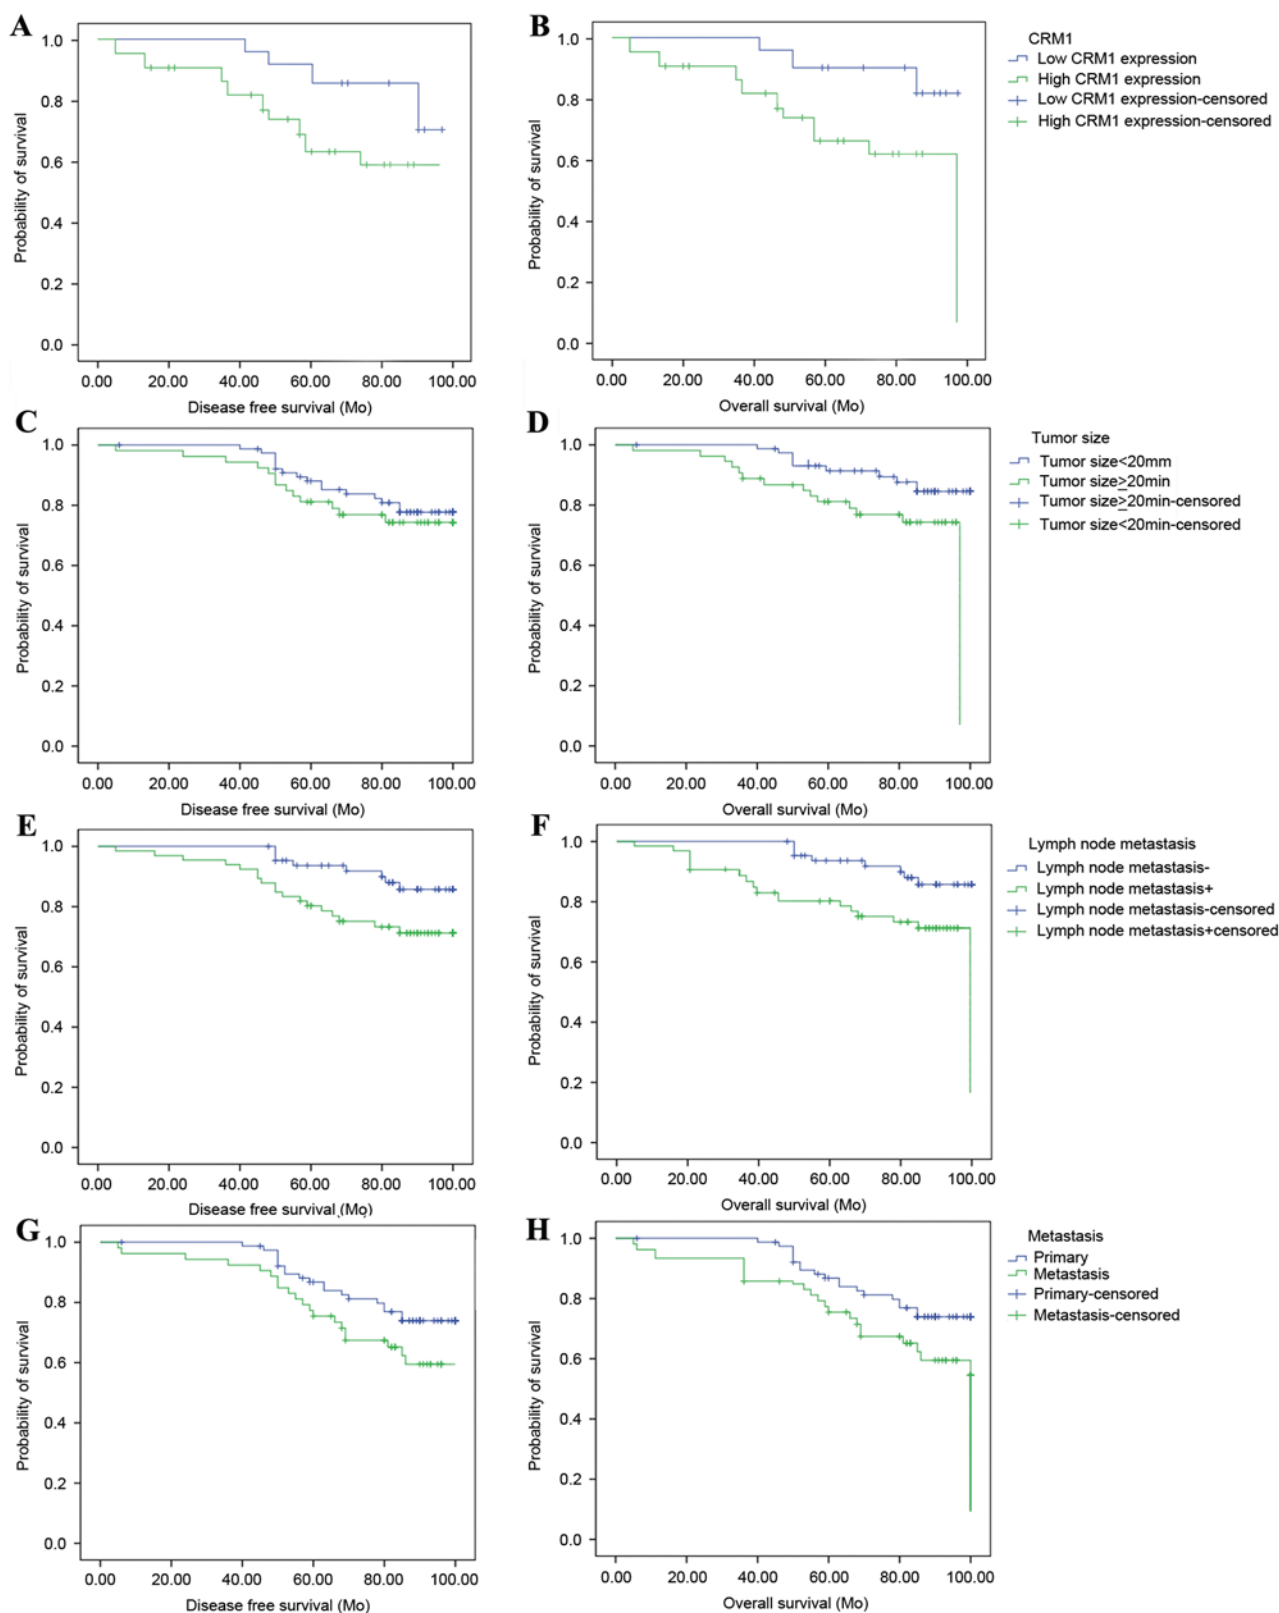 A
1.0
0.8
0.6
0.4
0.2
0.0
Probability of survival
0.00 20.00 40.00 60.00 80.00 100.00
Disease free survival (Mo)
B
1.0
0.8
0.6
0.4
0.2
0.0
Probability of survival
0.00 20.00 40.00 60.00 80.00 100.00
Overall survival (Mo)
CRM1
Low CRM1 expression
High CRM1 expression
Low CRM1 expression-censored
High CRM1 expression-censored
C
1.0
0.8
0.6
0.4
0.2
0.0
Probability of survival
0.00 20.00 40.00 60.00 80.00 100.00
Disease free survival (Mo)
D
1.0
0.8
0.6
0.4
0.2
0.0
Probability of survival
0.00 20.00 40.00 60.00 80.00 100.00
Overall survival (Mo)
Tumor size
Tumor size<20mm
Tumor size≥20min
Tumor size≥20min-censored
Tumor size<20min-censored
E
1.0
0.8
0.6
0.4
0.2
0.0
Probability of survival
0.00 20.00 40.00 60.00 80.00 100.00
Disease free survival (Mo)
F
1.0
0.8
0.6
0.4
0.2
0.0
Probability of survival
0.00 20.00 40.00 60.00 80.00 100.00
Overall survival (Mo)
Lymph node metastasis
Lymph node metastasis-
Lymph node metastasis+
Lymph node metastasis-censored
Lymph node metastasis+censored
G
1.0
0.8
0.6
0.4
0.2
0.0
Probability of survival
0.00 20.00 40.00 60.00 80.00 100.00
Disease free survival (Mo)
H
1.0
0.8
0.6
0.4
0.2
0.0
Probability of survival
0.00 20.00 40.00 60.00 80.00 100.00
Overall survival (Mo)
Metastasis
Primary
Metastasis
Primary-censored
Metastasis-censored